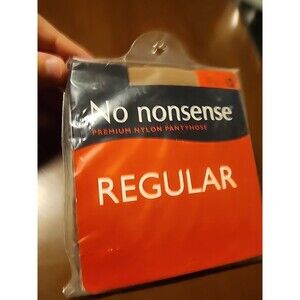 No nonsense®
PREMIUM NYLON PANTYHOSE
REGULAR